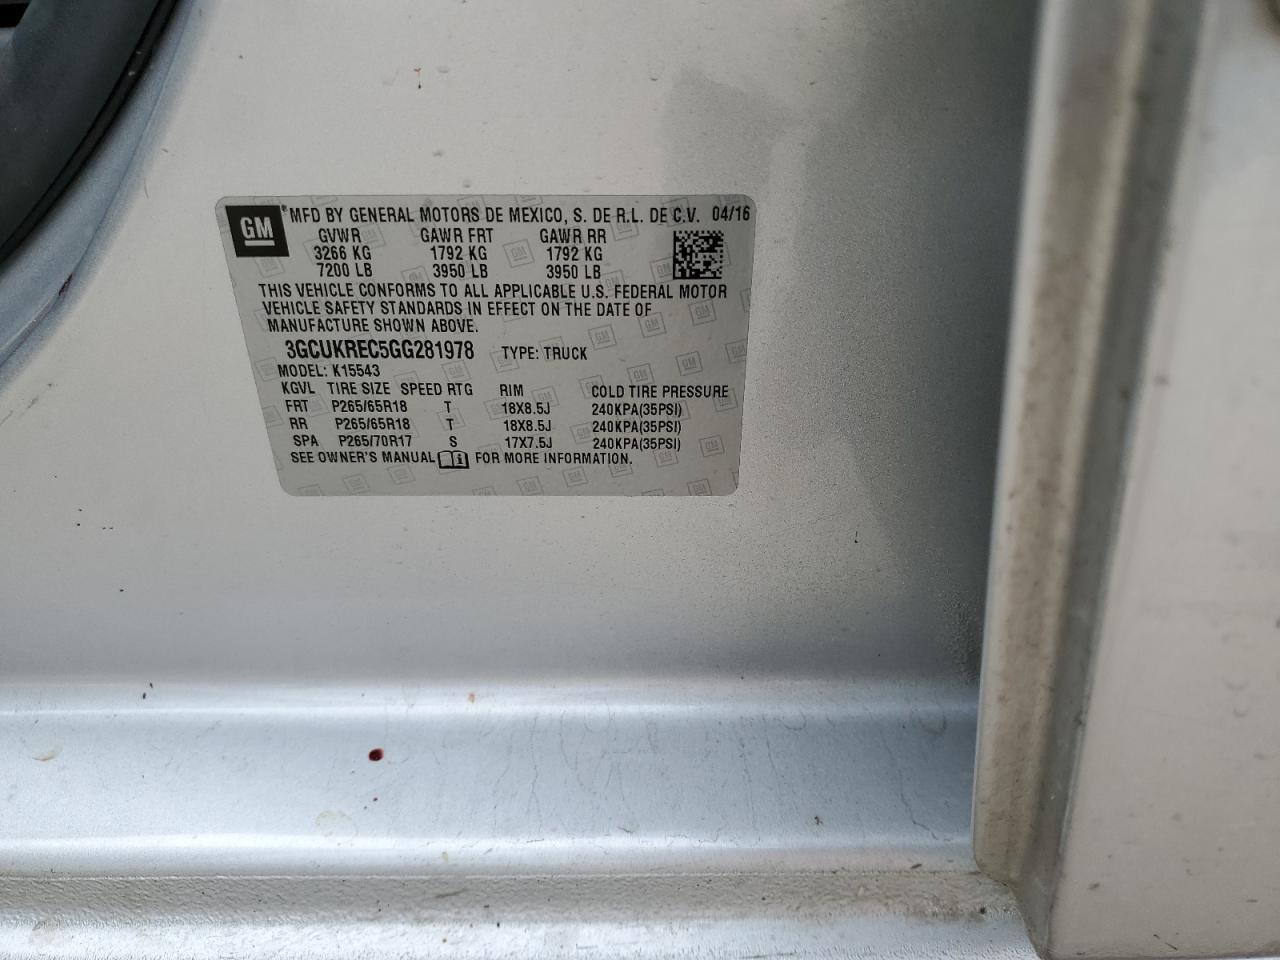 GM ® MFD BY GENERAL MOTORS DE MEXICO, S. DE R.L. DE C.V. 04/16
GVWR GAWR FRT GAWR RR
3266 KG 1792 KG 1792 KG
7200 LB 3950 LB 3950 LB
THIS VEHICLE CONFORMS TO ALL APPLICABLE U.S. FEDERAL MOTOR
VEHICLE SAFETY STANDARDS IN EFFECT ON THE DATE OF
MANUFACTURE SHOWN ABOVE.
3GCUKREC5GG281978 TYPE: TRUCK
MODEL: K15543
KGVL TIRE SIZE SPEED RTG RIM COLD TIRE PRESSURE
FRT P265/65R18 T 18X8.5J 240KPA(35PSI)
RR P265/65R18 T 18X8.5J 240KPA(35PSI)
SPA P265/70R17 S 17X7.5J 240KPA(35PSI)
SEE OWNER'S MANUAL FOR MORE INFORMATION.